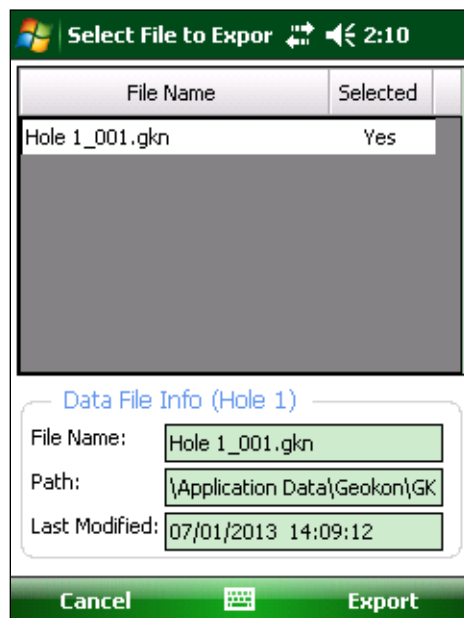 Select File to Expor 2:10
File Name Selected
Hole 1_001.gkn Yes
Data File Info (Hole 1)
File Name: Hole 1_001.gkn
Path: \Application Data\Geokon\GK
Last Modified: 07/01/2013 14:09:12
Cancel Export